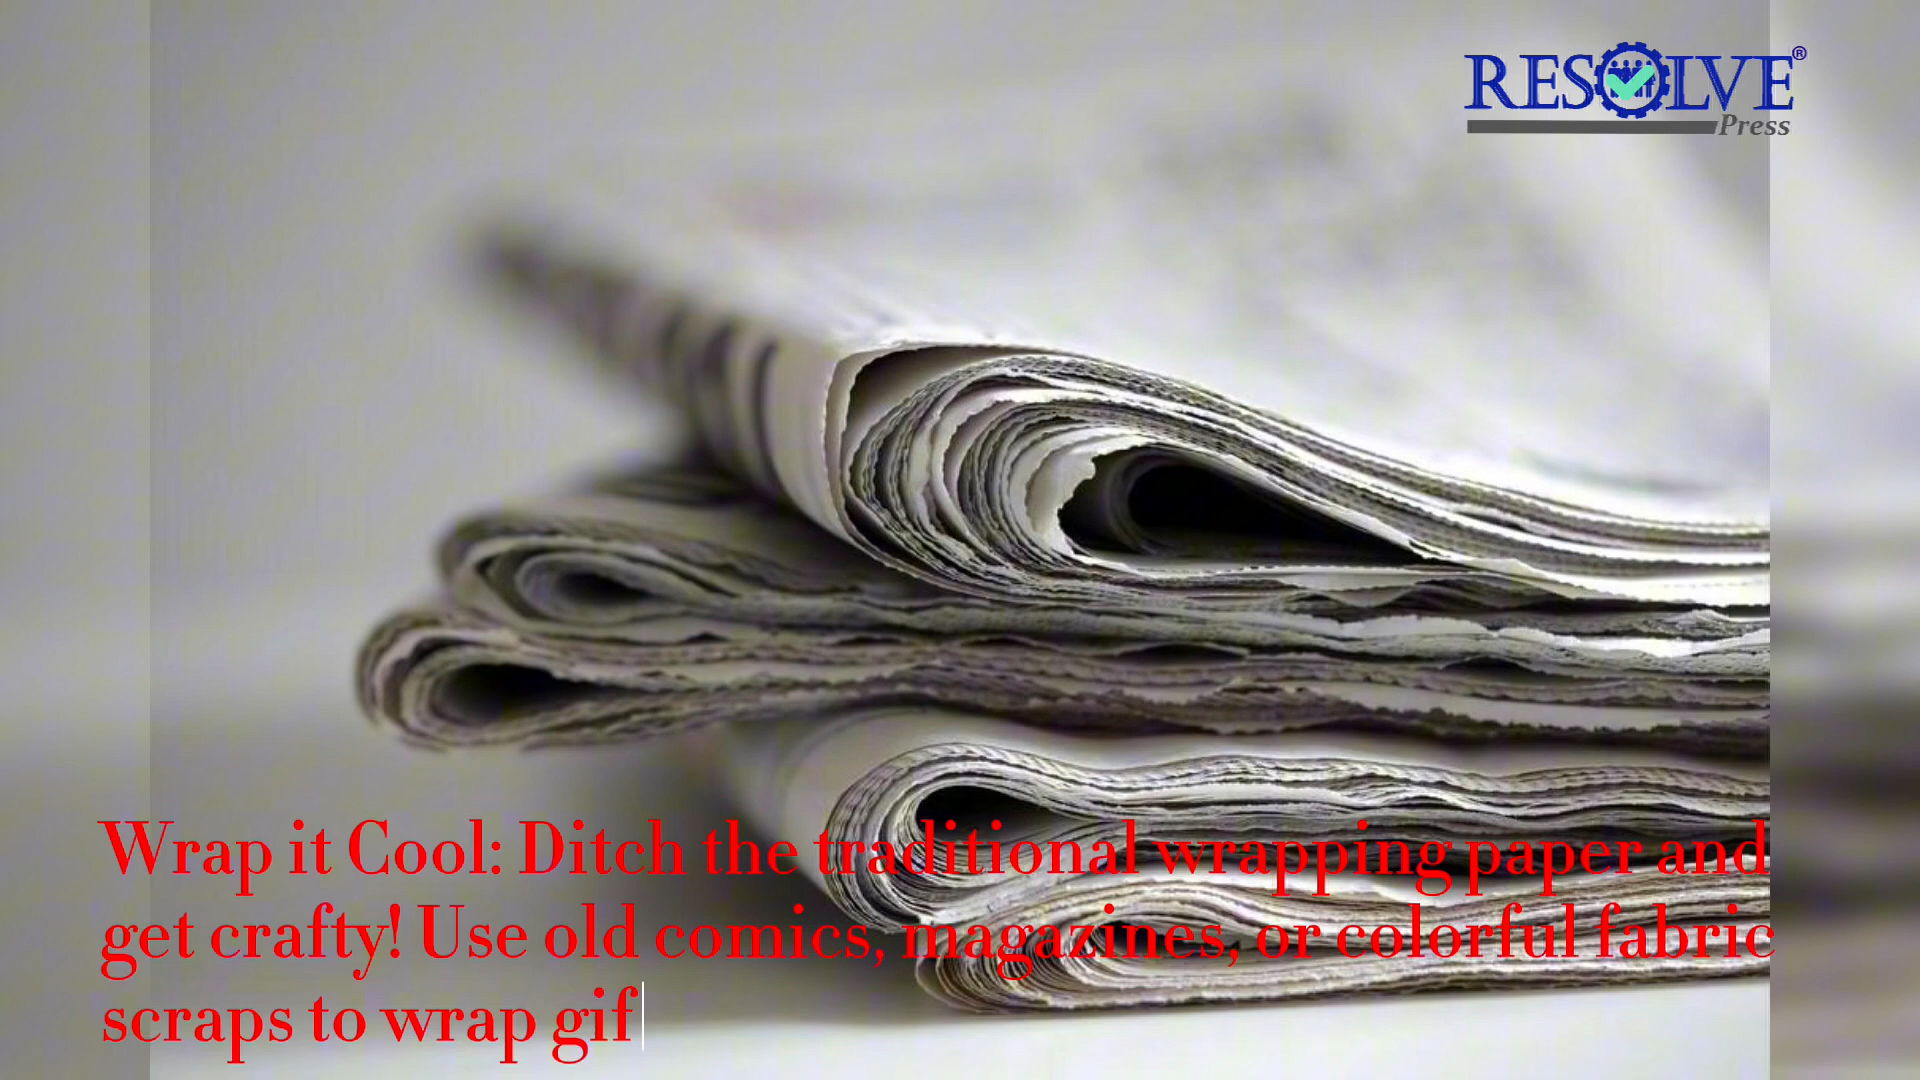 RESOLVE®
Press
Wrap it Cool: Ditch the traditional wrapping paper and
get crafty! Use old comics, magazines, or colorful fabric
scraps to wrap gif